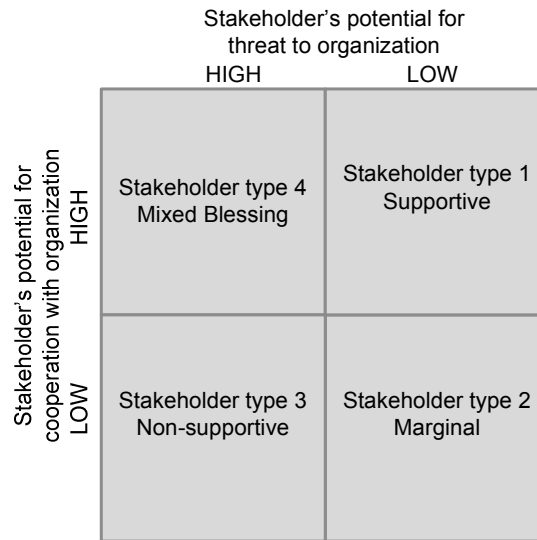 Stakeholder’s potential for
threat to organization
HIGH LOW
Stakeholder’s potential for
cooperation with organization
HIGH
LOW
Stakeholder type 4
Mixed Blessing
Stakeholder type 1
Supportive
Stakeholder type 3
Non-supportive
Stakeholder type 2
Marginal